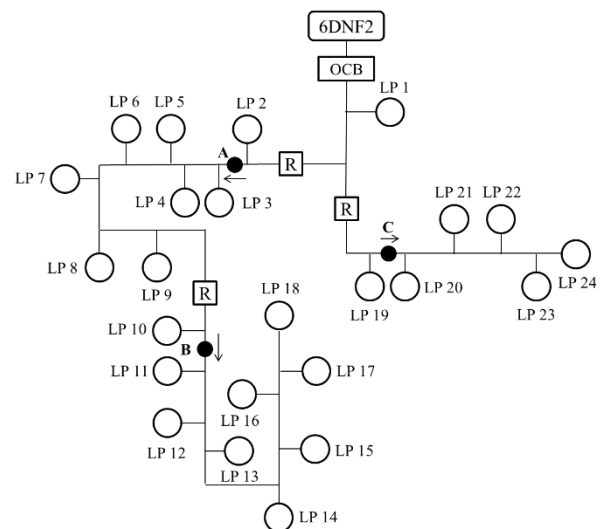 6DNF2
OCB
LP 1
LP 6
LP 5
LP 2
A
R
LP 7
LP 4
LP 3
R
LP 21
LP 22
C
LP 8
LP 9
LP 19
LP 20
LP 23
LP 24
R
LP 18
LP 10
B
LP 11
LP 17
LP 16
LP 12
LP 13
LP 15
LP 14